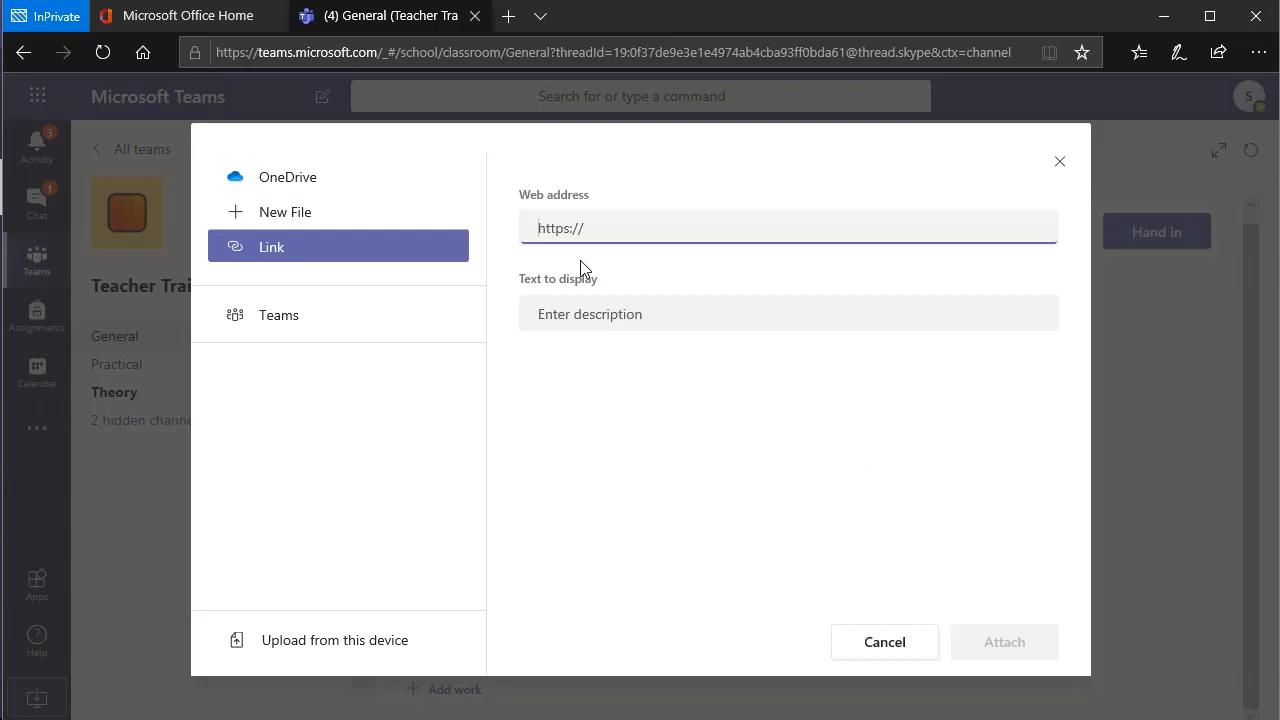 InPrivate
Microsoft Office Home
(4) General (Teacher Tra
https://teams.microsoft.com/_#/school/classroom/General?threadId=19:0f37de9e3e1e4974ab4cba93ff0bda61@thread.skype&ctx=channel
Microsoft Teams
Search for or type a command
S
3
Activity
1
Chat
Teams
Assignments
Calendar
Apps
Help
All teams
Teacher Trai
General
Practical
Theory
2 hidden channe
Hand in
OneDrive
New File
Link
Teams
Upload from this device
Web address
https://
Text to display
Enter description
Cancel
Attach
Add work